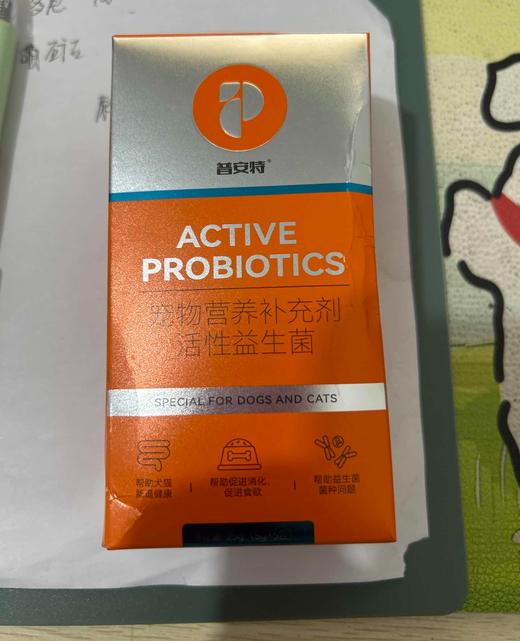 普安特®
ACTIVE
PROBIOTICS
宠物营养补充剂
活性益生菌
SPECIAL FOR DOGS AND CATS
帮助犬猫
肠道健康
帮助促进消化、
促进食欲
帮助益生菌
菌种问题